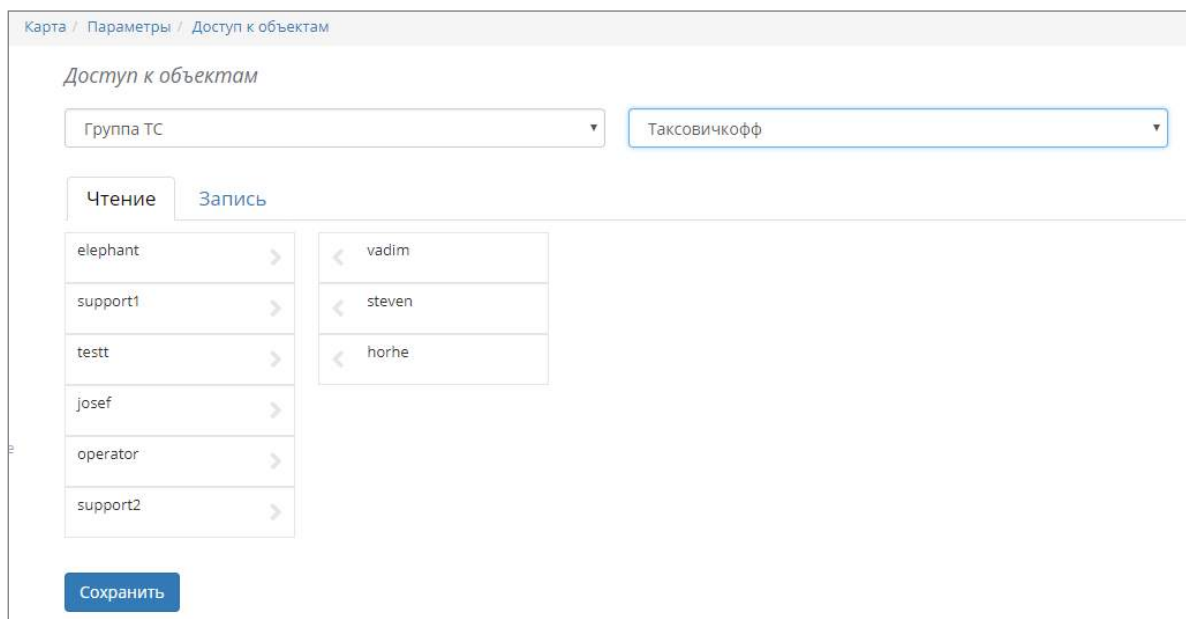 Карта / Параметры / Доступ к объектам
Доступ к объектам
Группа ТС Таксовичкофф
Чтение Запись
elephant vadim
support1 steven
testt horhe
josef
operator
support2
Сохранить